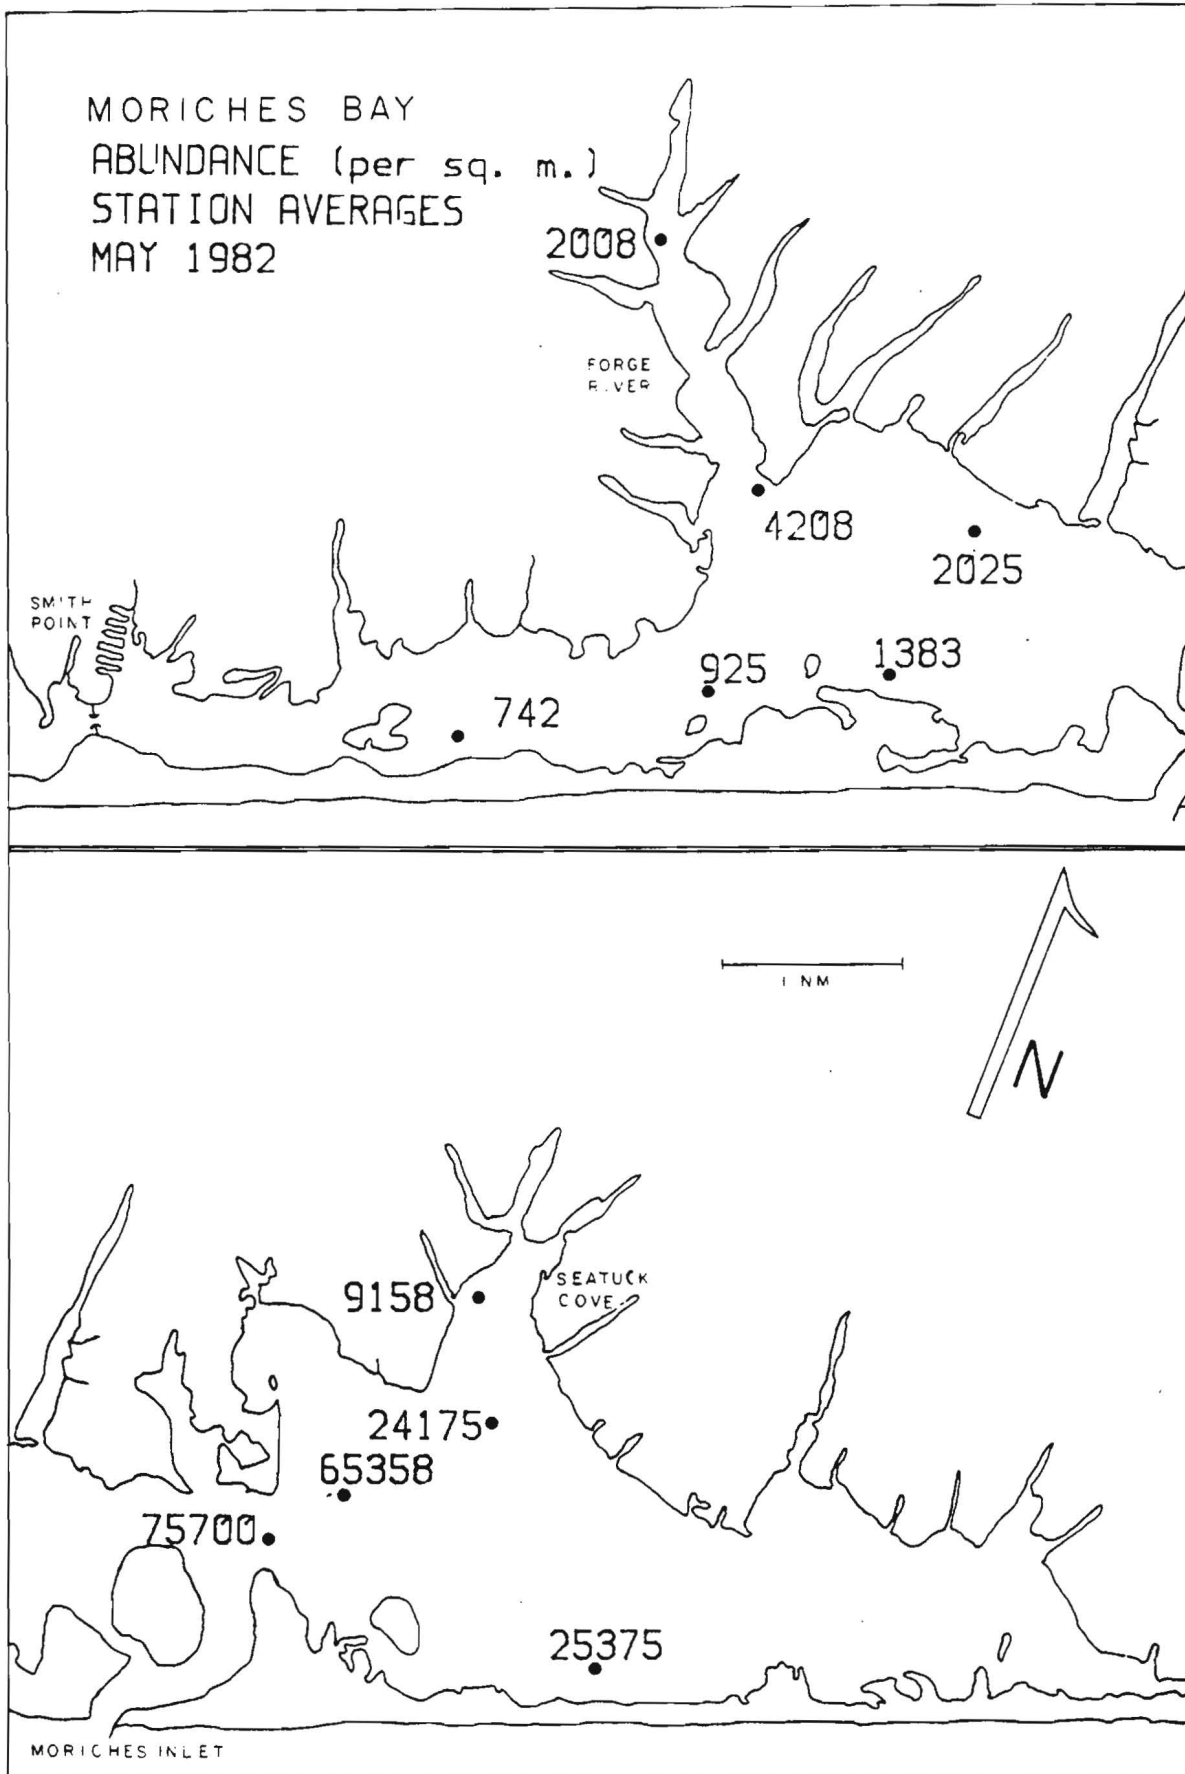 MORICHES BAY
ABUNDANCE (per sq. m.)
STATION AVERAGES
MAY 1982
2008
FORGE
RIVER
4208
2025
SMITH
POINT
1383
925
742
1 NM
N
SEATUCK
COVE
9158
24175
65358
75700
25375
MORICHES INLET